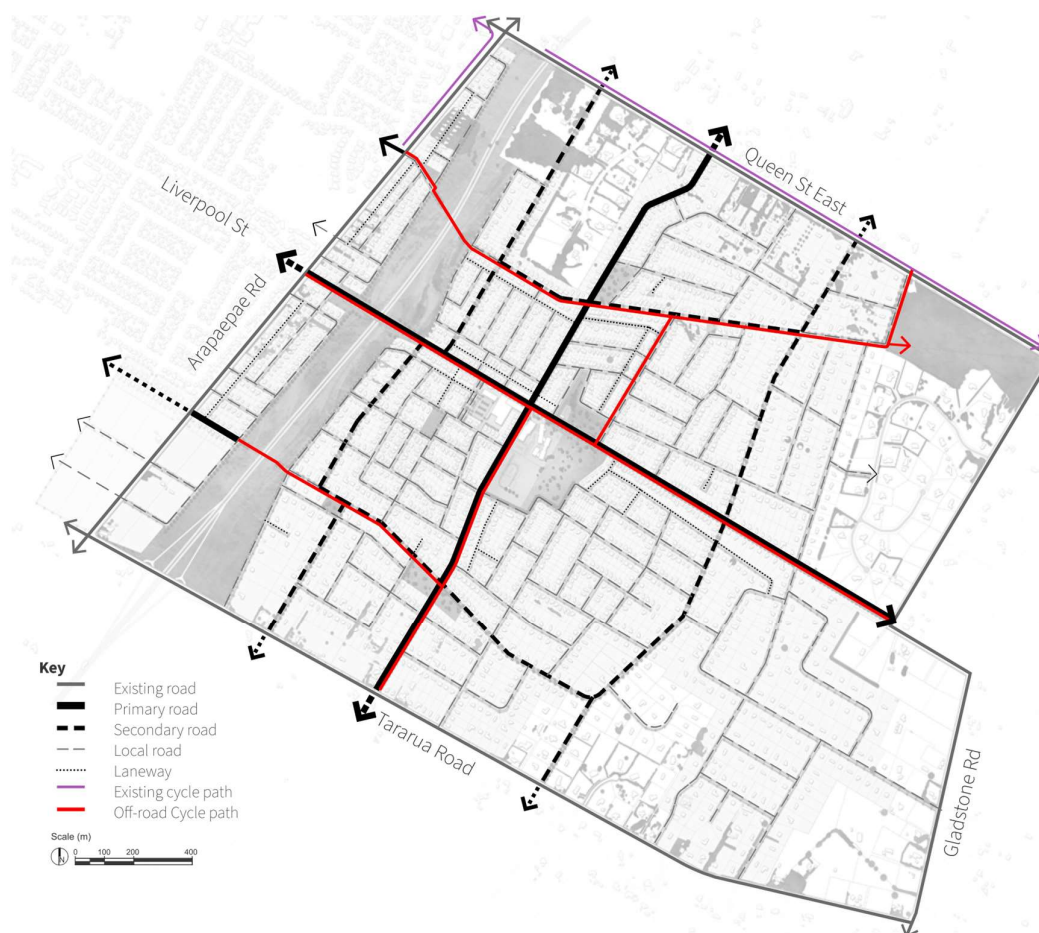 Queen St East
Liverpool St
Arapaepae Rd
Tararua Road
Gladstone Rd
Key
Existing road
Primary road
Secondary road
Local road
Laneway
Existing cycle path
Off-road Cycle path
Scale (m)
N 0 100 200 400